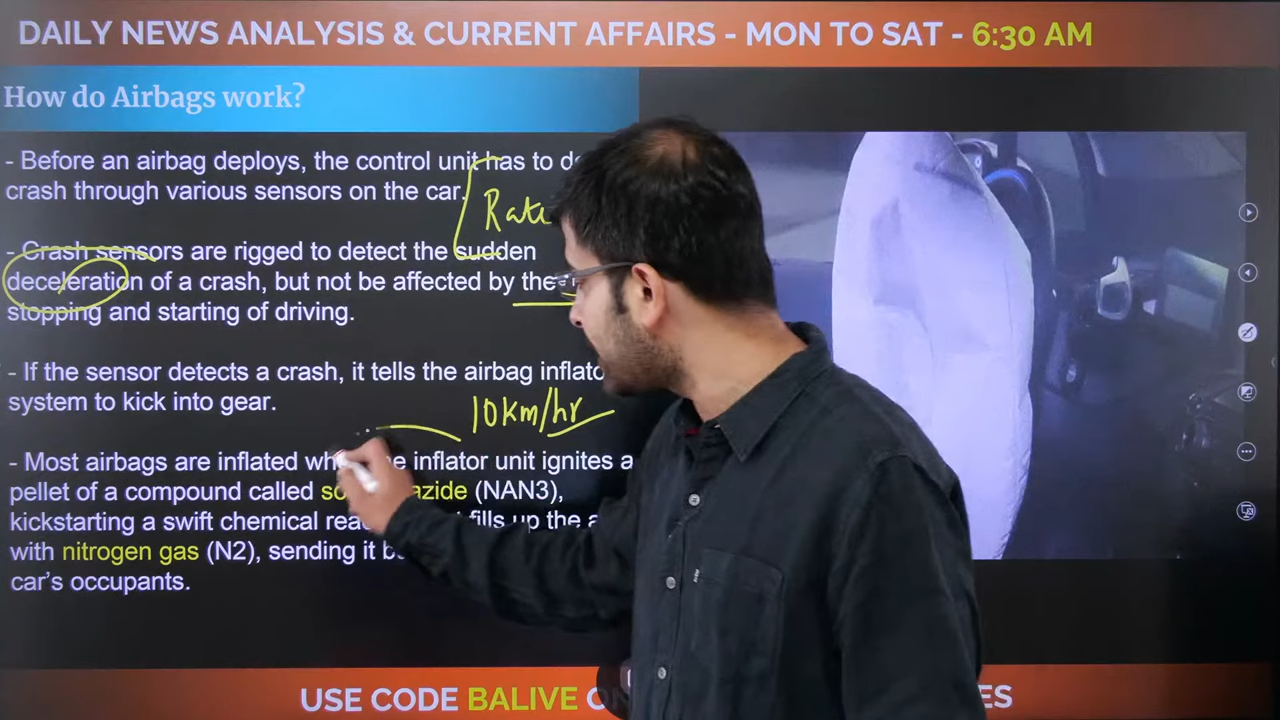 DAILY NEWS ANALYSIS & CURRENT AFFAIRS - MON TO SAT - 6:30 AM
How do Airbags work?
- Before an airbag deploys, the control unit has to
crash through various sensors on the car.
Rate
- Crash sensors are rigged to detect the sudden
deceleration of a crash, but not be affected by the
stopping and starting of driving.
- If the sensor detects a crash, it tells the airbag
system to kick into gear.
10km/hr
- Most airbags are inflated inflator unit ignites a
pellet of a compound called azide (NAN3),
kickstarting a swift chemical fills up the
with nitrogen gas (N2), sending it
car's occupants.
USE CODE BALIVE